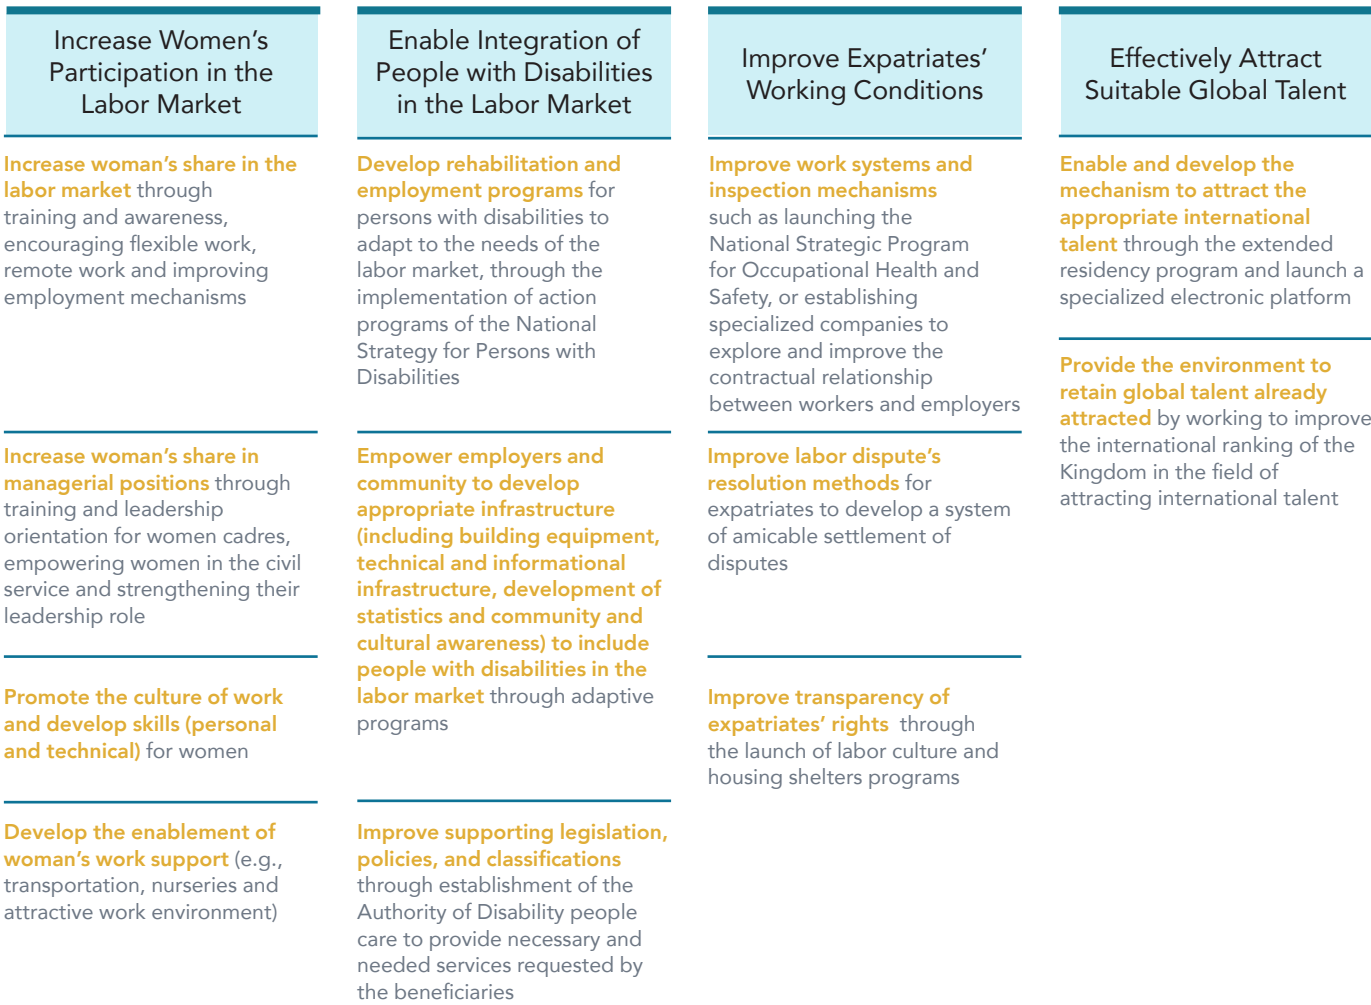 Increase Women's
Participation in the
Labor Market
Increase woman's share in the
labor market through
training and awareness,
encouraging flexible work,
remote work and improving
employment mechanisms
Increase woman's share in
managerial positions through
training and leadership
orientation for women cadres,
empowering women in the civil
service and strengthening their
leadership role
Promote the culture of work
and develop skills (personal
and technical) for women
Develop the enablement of
woman's work support (e.g.,
transportation, nurseries and
attractive work environment)
Enable Integration of
People with Disabilities
in the Labor Market
Develop rehabilitation and
employment programs for
persons with disabilities to
adapt to the needs of the
labor market, through the
implementation of action
programs of the National
Strategy for Persons with
Disabilities
Empower employers and
community to develop
appropriate infrastructure
(including building equipment,
technical and informational
infrastructure, development of
statistics and community and
cultural awareness) to include
people with disabilities in the
labor market through adaptive
programs
Improve supporting legislation,
policies, and classifications
through establishment of the
Authority of Disability people
care to provide necessary and
needed services requested by
the beneficiaries
Improve Expatriates'
Working Conditions
Improve work systems and
inspection mechanisms
such as launching the
National Strategic Program
for Occupational Health and
Safety, or establishing
specialized companies to
explore and improve the
contractual relationship
between workers and employers
Improve labor dispute's
resolution methods for
expatriates to develop a system
of amicable settlement of
disputes
Improve transparency of
expatriates' rights through
the launch of labor culture and
housing shelters programs
Effectively Attract
Suitable Global Talent
Enable and develop the
mechanism to attract the
appropriate international
talent through the extended
residency program and launch a
specialized electronic platform
Provide the environment to
retain global talent already
attracted by working to improve
the international ranking of the
Kingdom in the field of
attracting international talent